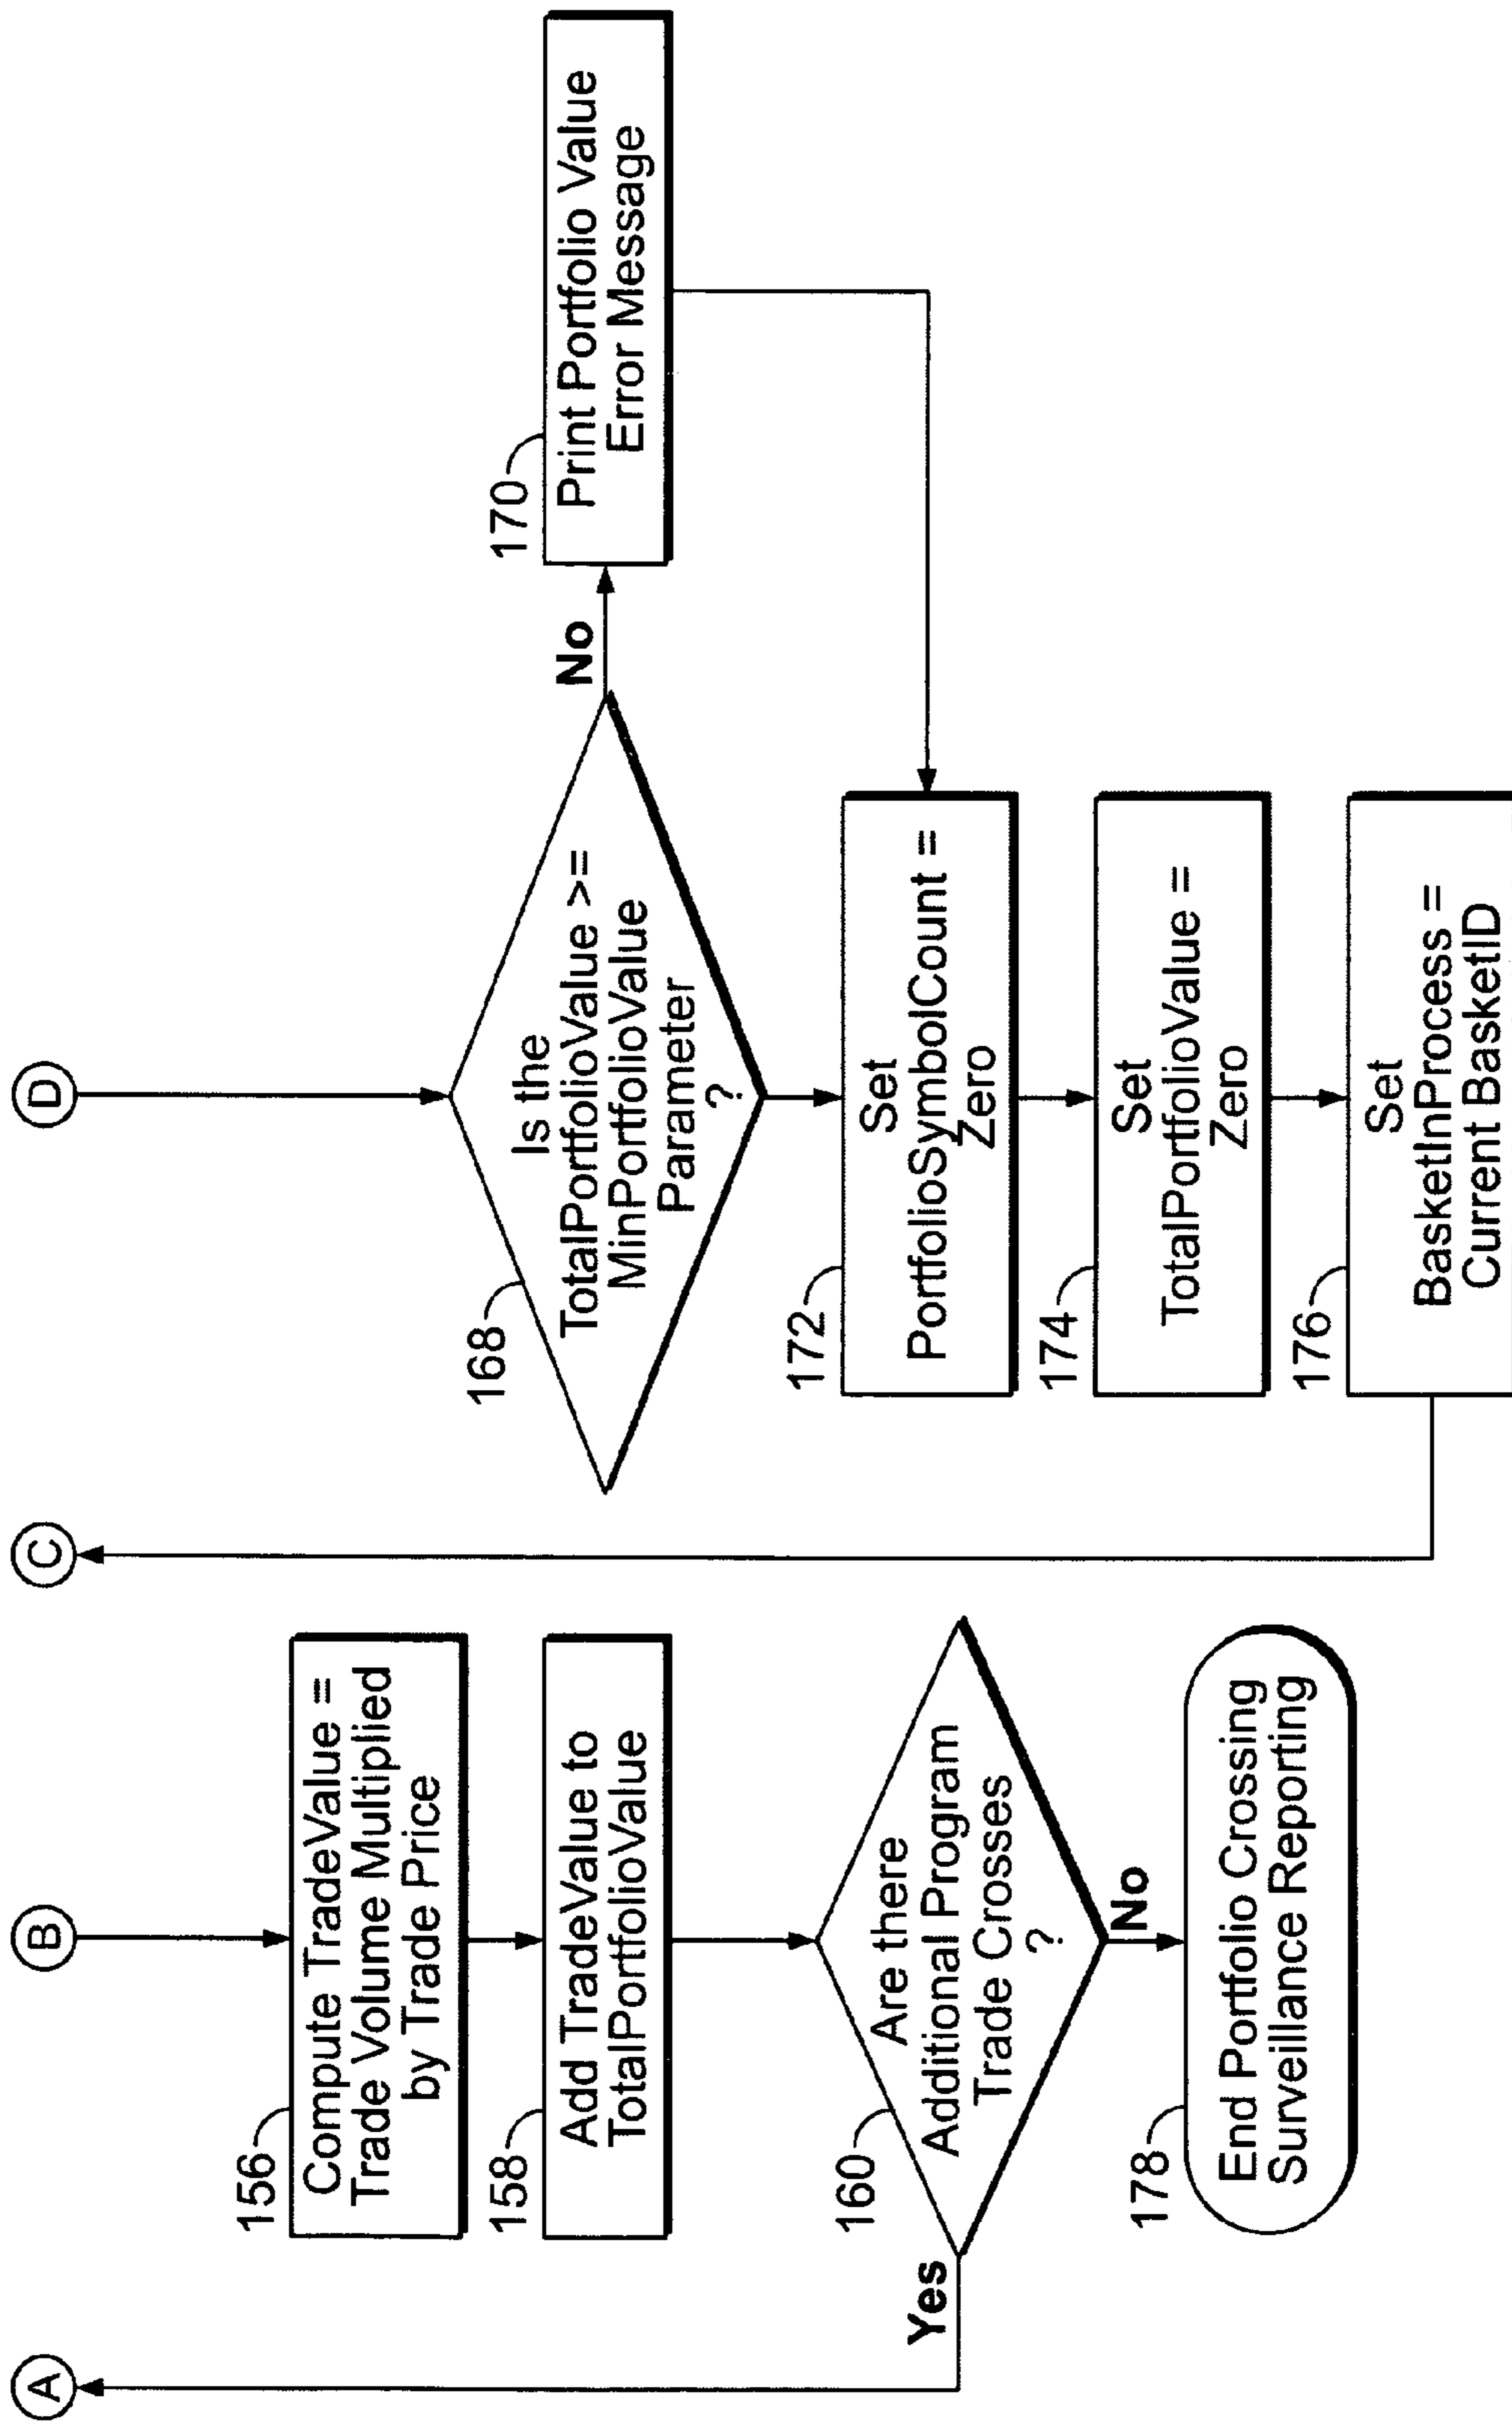 A
B
C
D
156
Compute TradeValue =
Trade Volume Multiplied
by Trade Price
158
Add TradeValue to
TotalPortfolioValue
160
Are there
Additional Program
Trade Crosses
?
Yes
No
178
End Portfolio Crossing
Surveillance Reporting
168
Is the
TotalPortfolioValue >=
MinPortfolioValue
Parameter
?
No
170
Print Portfolio Value
Error Message
172
Set
PortfolioSymbolCount =
Zero
174
Set
TotalPortfolioValue =
Zero
176
Set
BasketInProcess =
Current BasketID